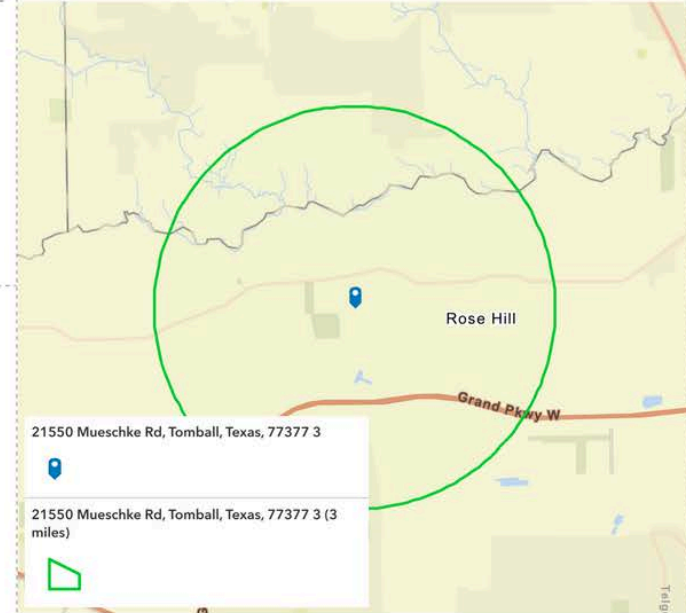 Rose Hill
Grand Pkwy W
21550 Mueschke Rd, Tomball, Texas, 77377 3
21550 Mueschke Rd, Tomball, Texas, 77377 3 (3
miles)
Telg